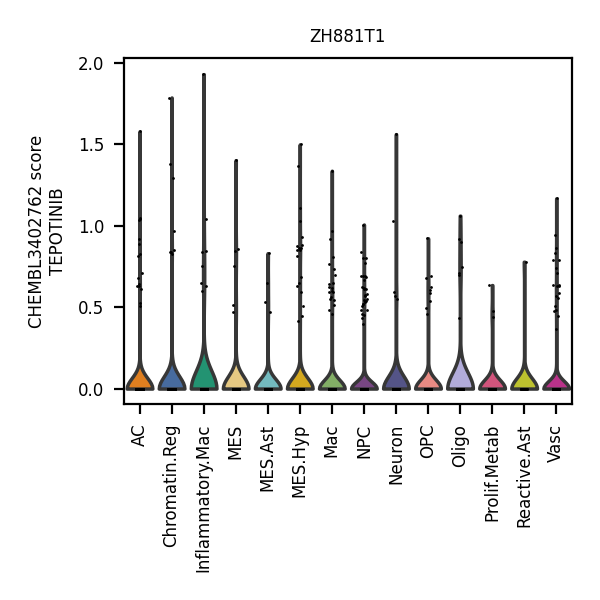 ZH881T1
CHEMBL3402762 score
TEPOTINIB
2.0
1.5
1.0
0.5
0.0
AC
Chromatin.Reg
Inflammatory.Mac
MES
MES.Ast
MES.Hyp
Mac
NPC
Neuron
OPC
Oligo
Prolif.Metab
Reactive.Ast
Vasc